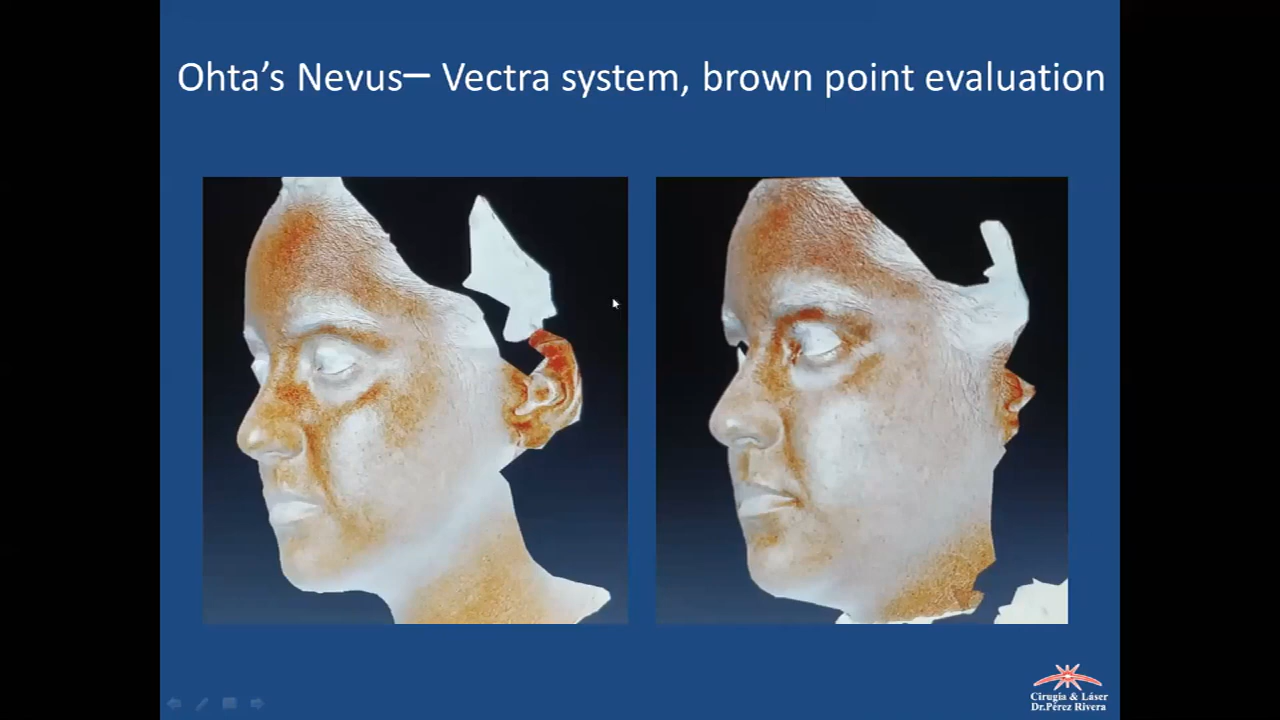 Ohta's Nevus– Vectra system, brown point evaluation
Cirugía & Láser
Dr.Pérez Rivera